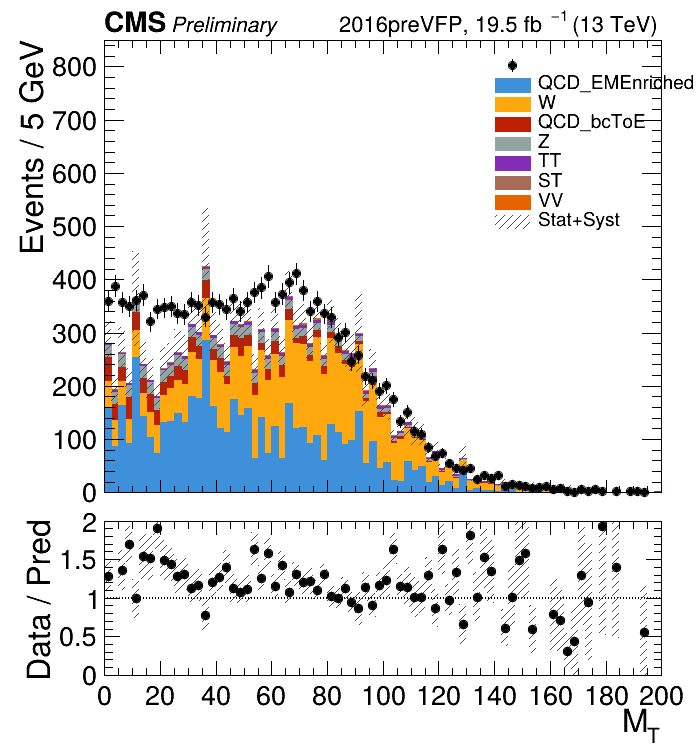 CMS Preliminary 2016preVFP, 19.5 fb⁻¹ (13 TeV)
Events / 5 GeV
800
700
600
500
400
300
200
100
0
QCD_EMEnriched
W
QCD_bcToE
Z
TT
ST
VV
Stat+Syst
Data / Pred
2
1.5
1
0.5
0
0 20 40 60 80 100 120 140 160 180 200
M_T